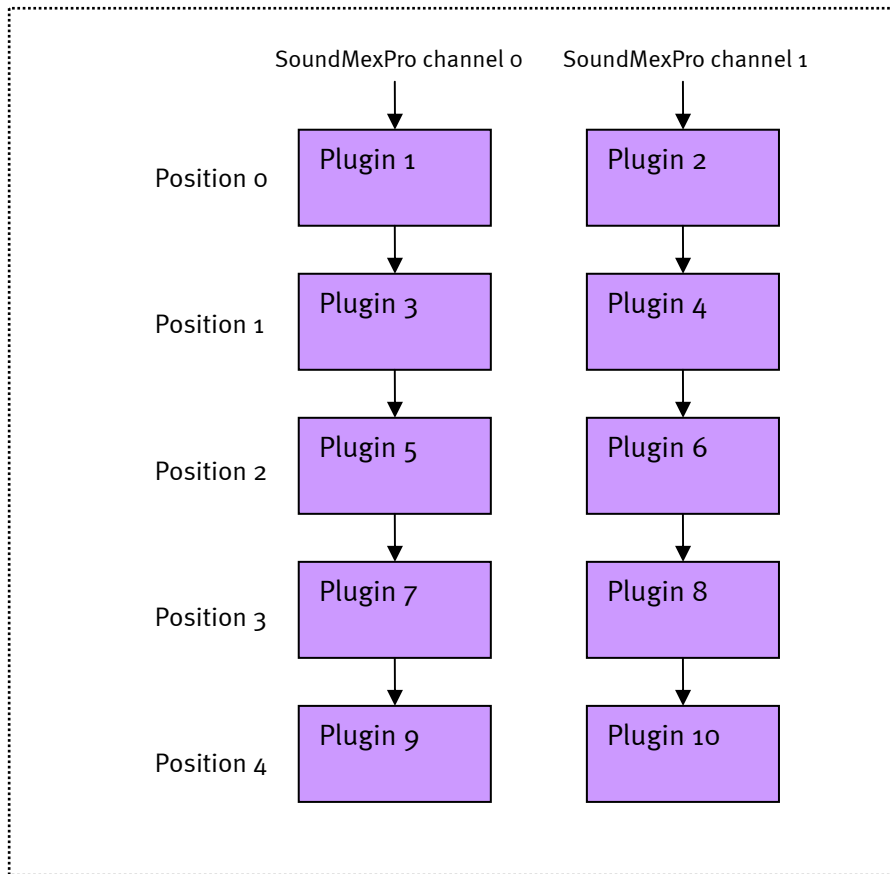 SoundMexPro channel 0 SoundMexPro channel 1
Position 0 Plugin 1 Plugin 2
Position 1 Plugin 3 Plugin 4
Position 2 Plugin 5 Plugin 6
Position 3 Plugin 7 Plugin 8
Position 4 Plugin 9 Plugin 10